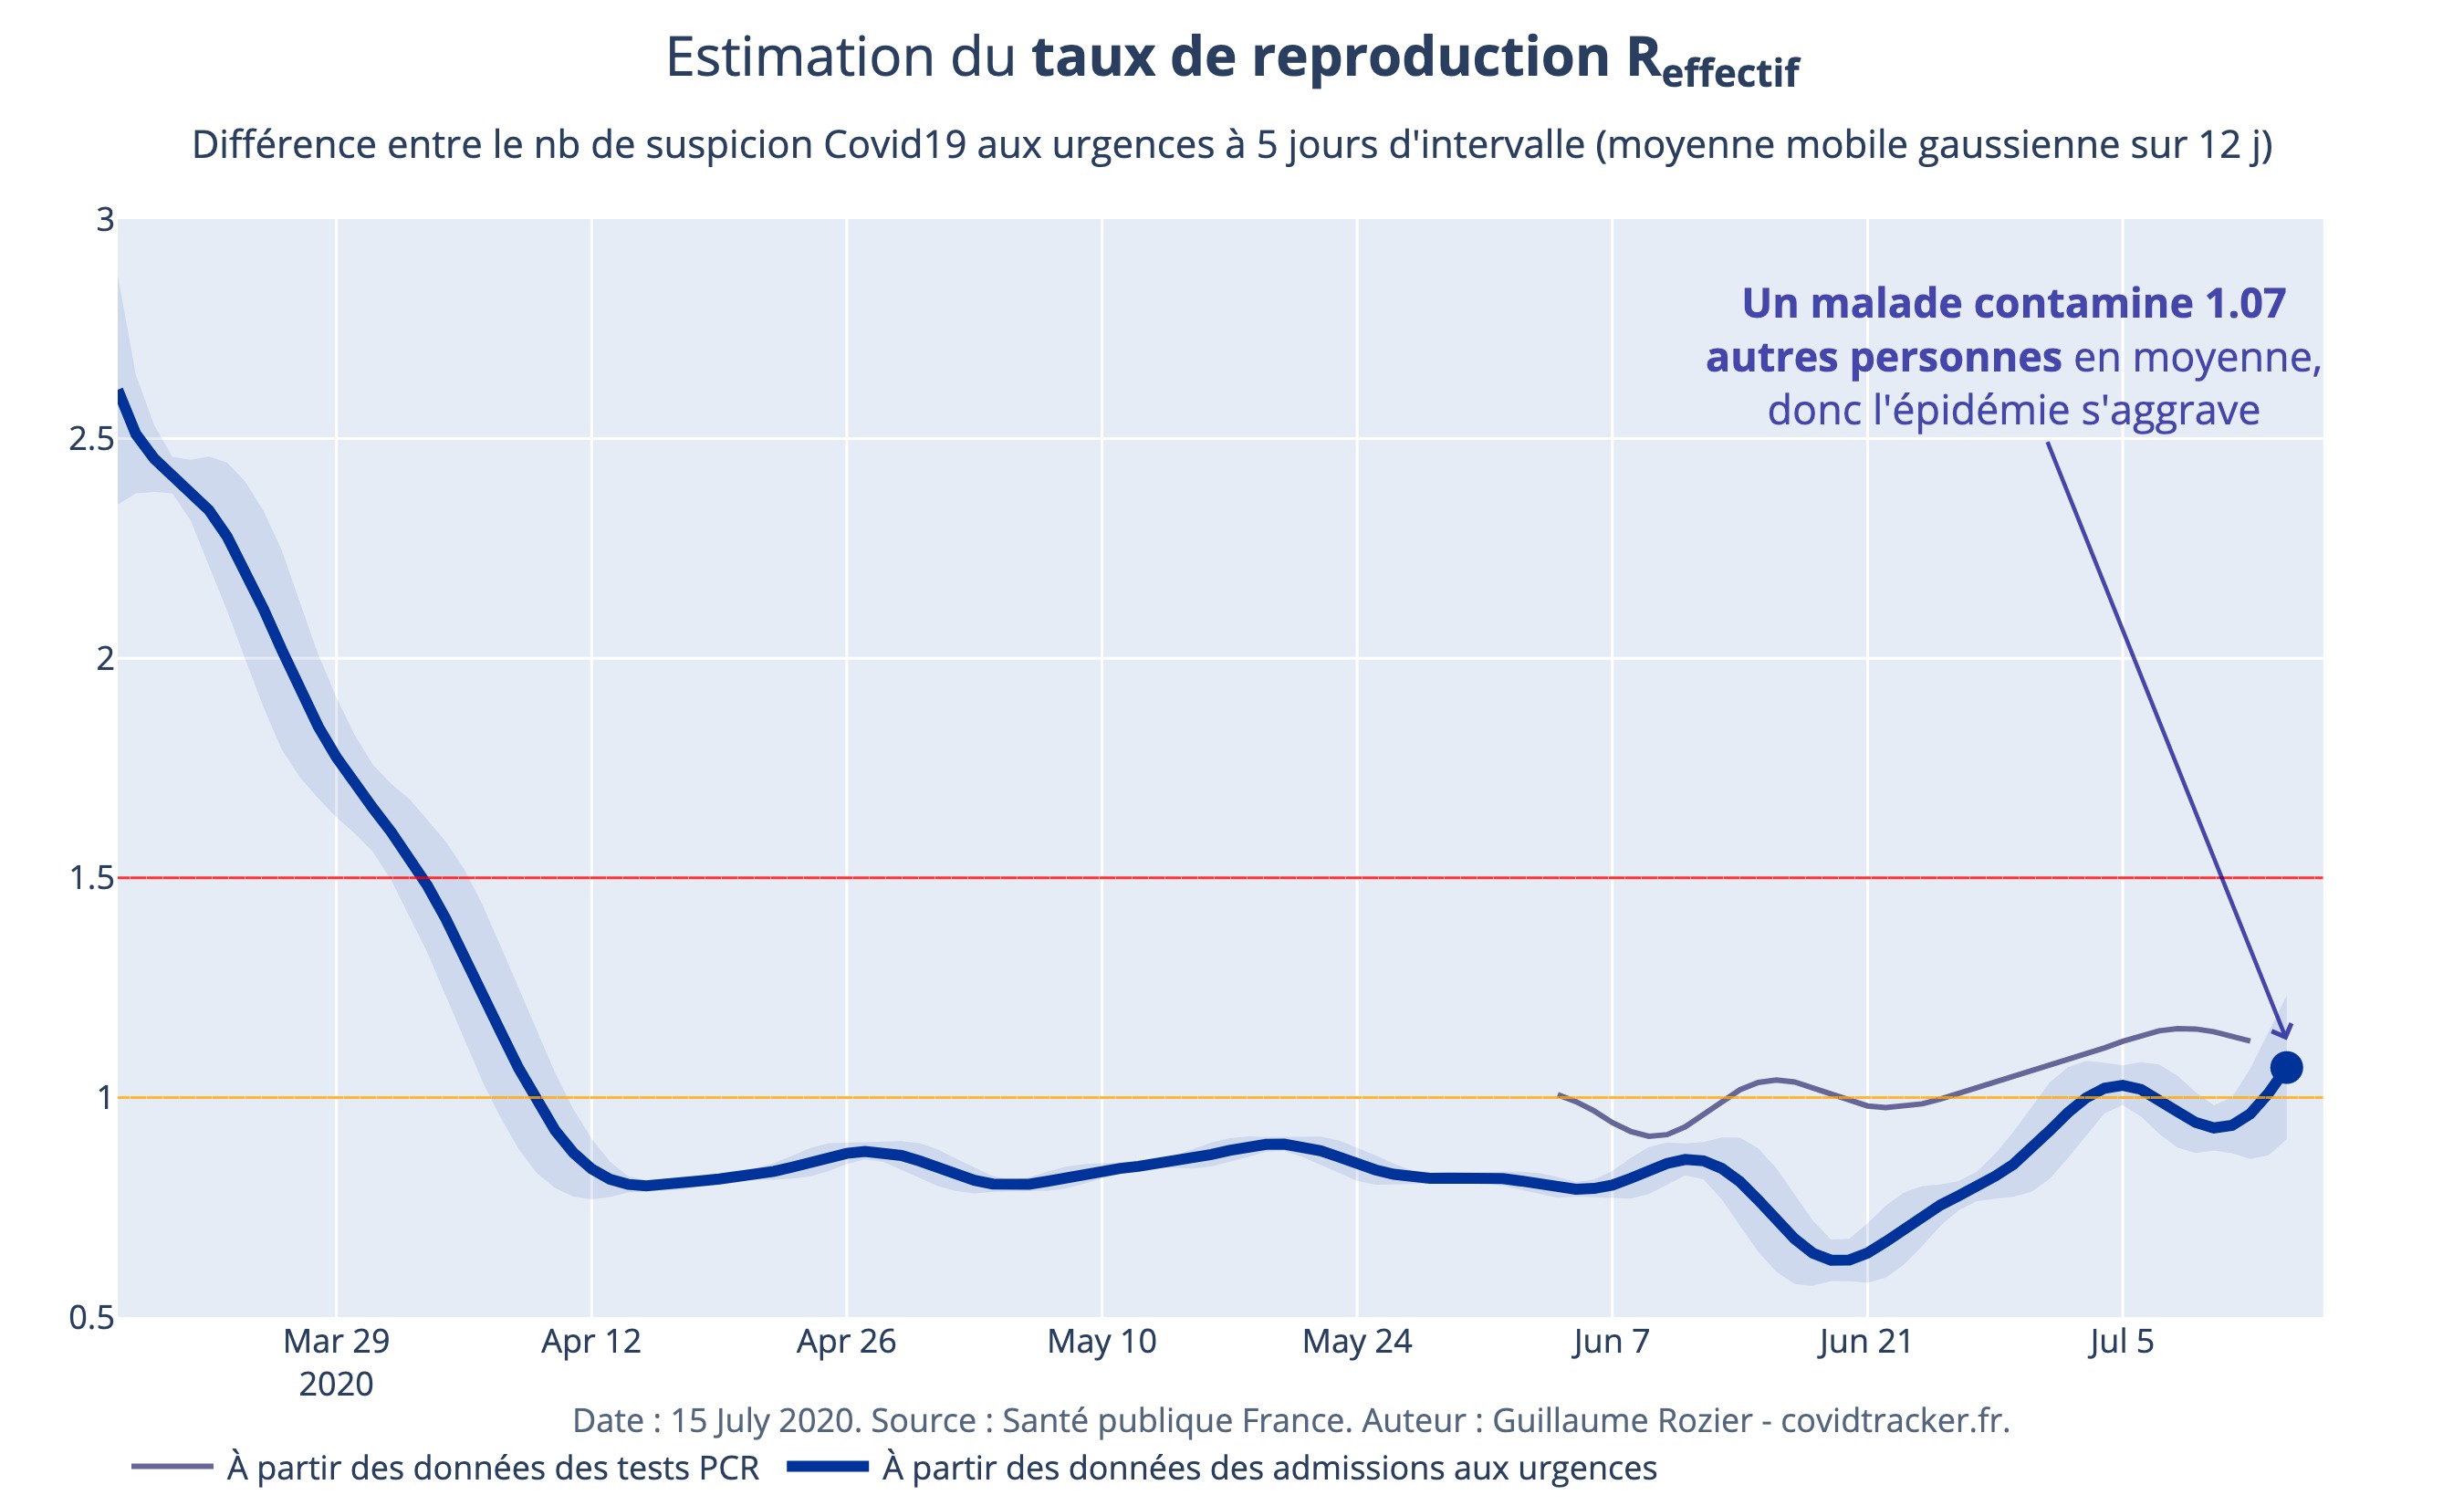 Estimation du taux de reproduction Reffectif
Différence entre le nb de suspicion Covid19 aux urgences à 5 jours d'intervalle (moyenne mobile gaussienne sur 12 j)
3
2.5
2
1.5
1
0.5
Un malade contamine 1.07
autres personnes en moyenne,
donc l'épidémie s'aggrave
Mar 29
2020
Apr 12
Apr 26
May 10
May 24
Jun 7
Jun 21
Jul 5
Date : 15 July 2020. Source : Santé publique France. Auteur : Guillaume Rozier - covidtracker.fr.
À partir des données des tests PCR
À partir des données des admissions aux urgences